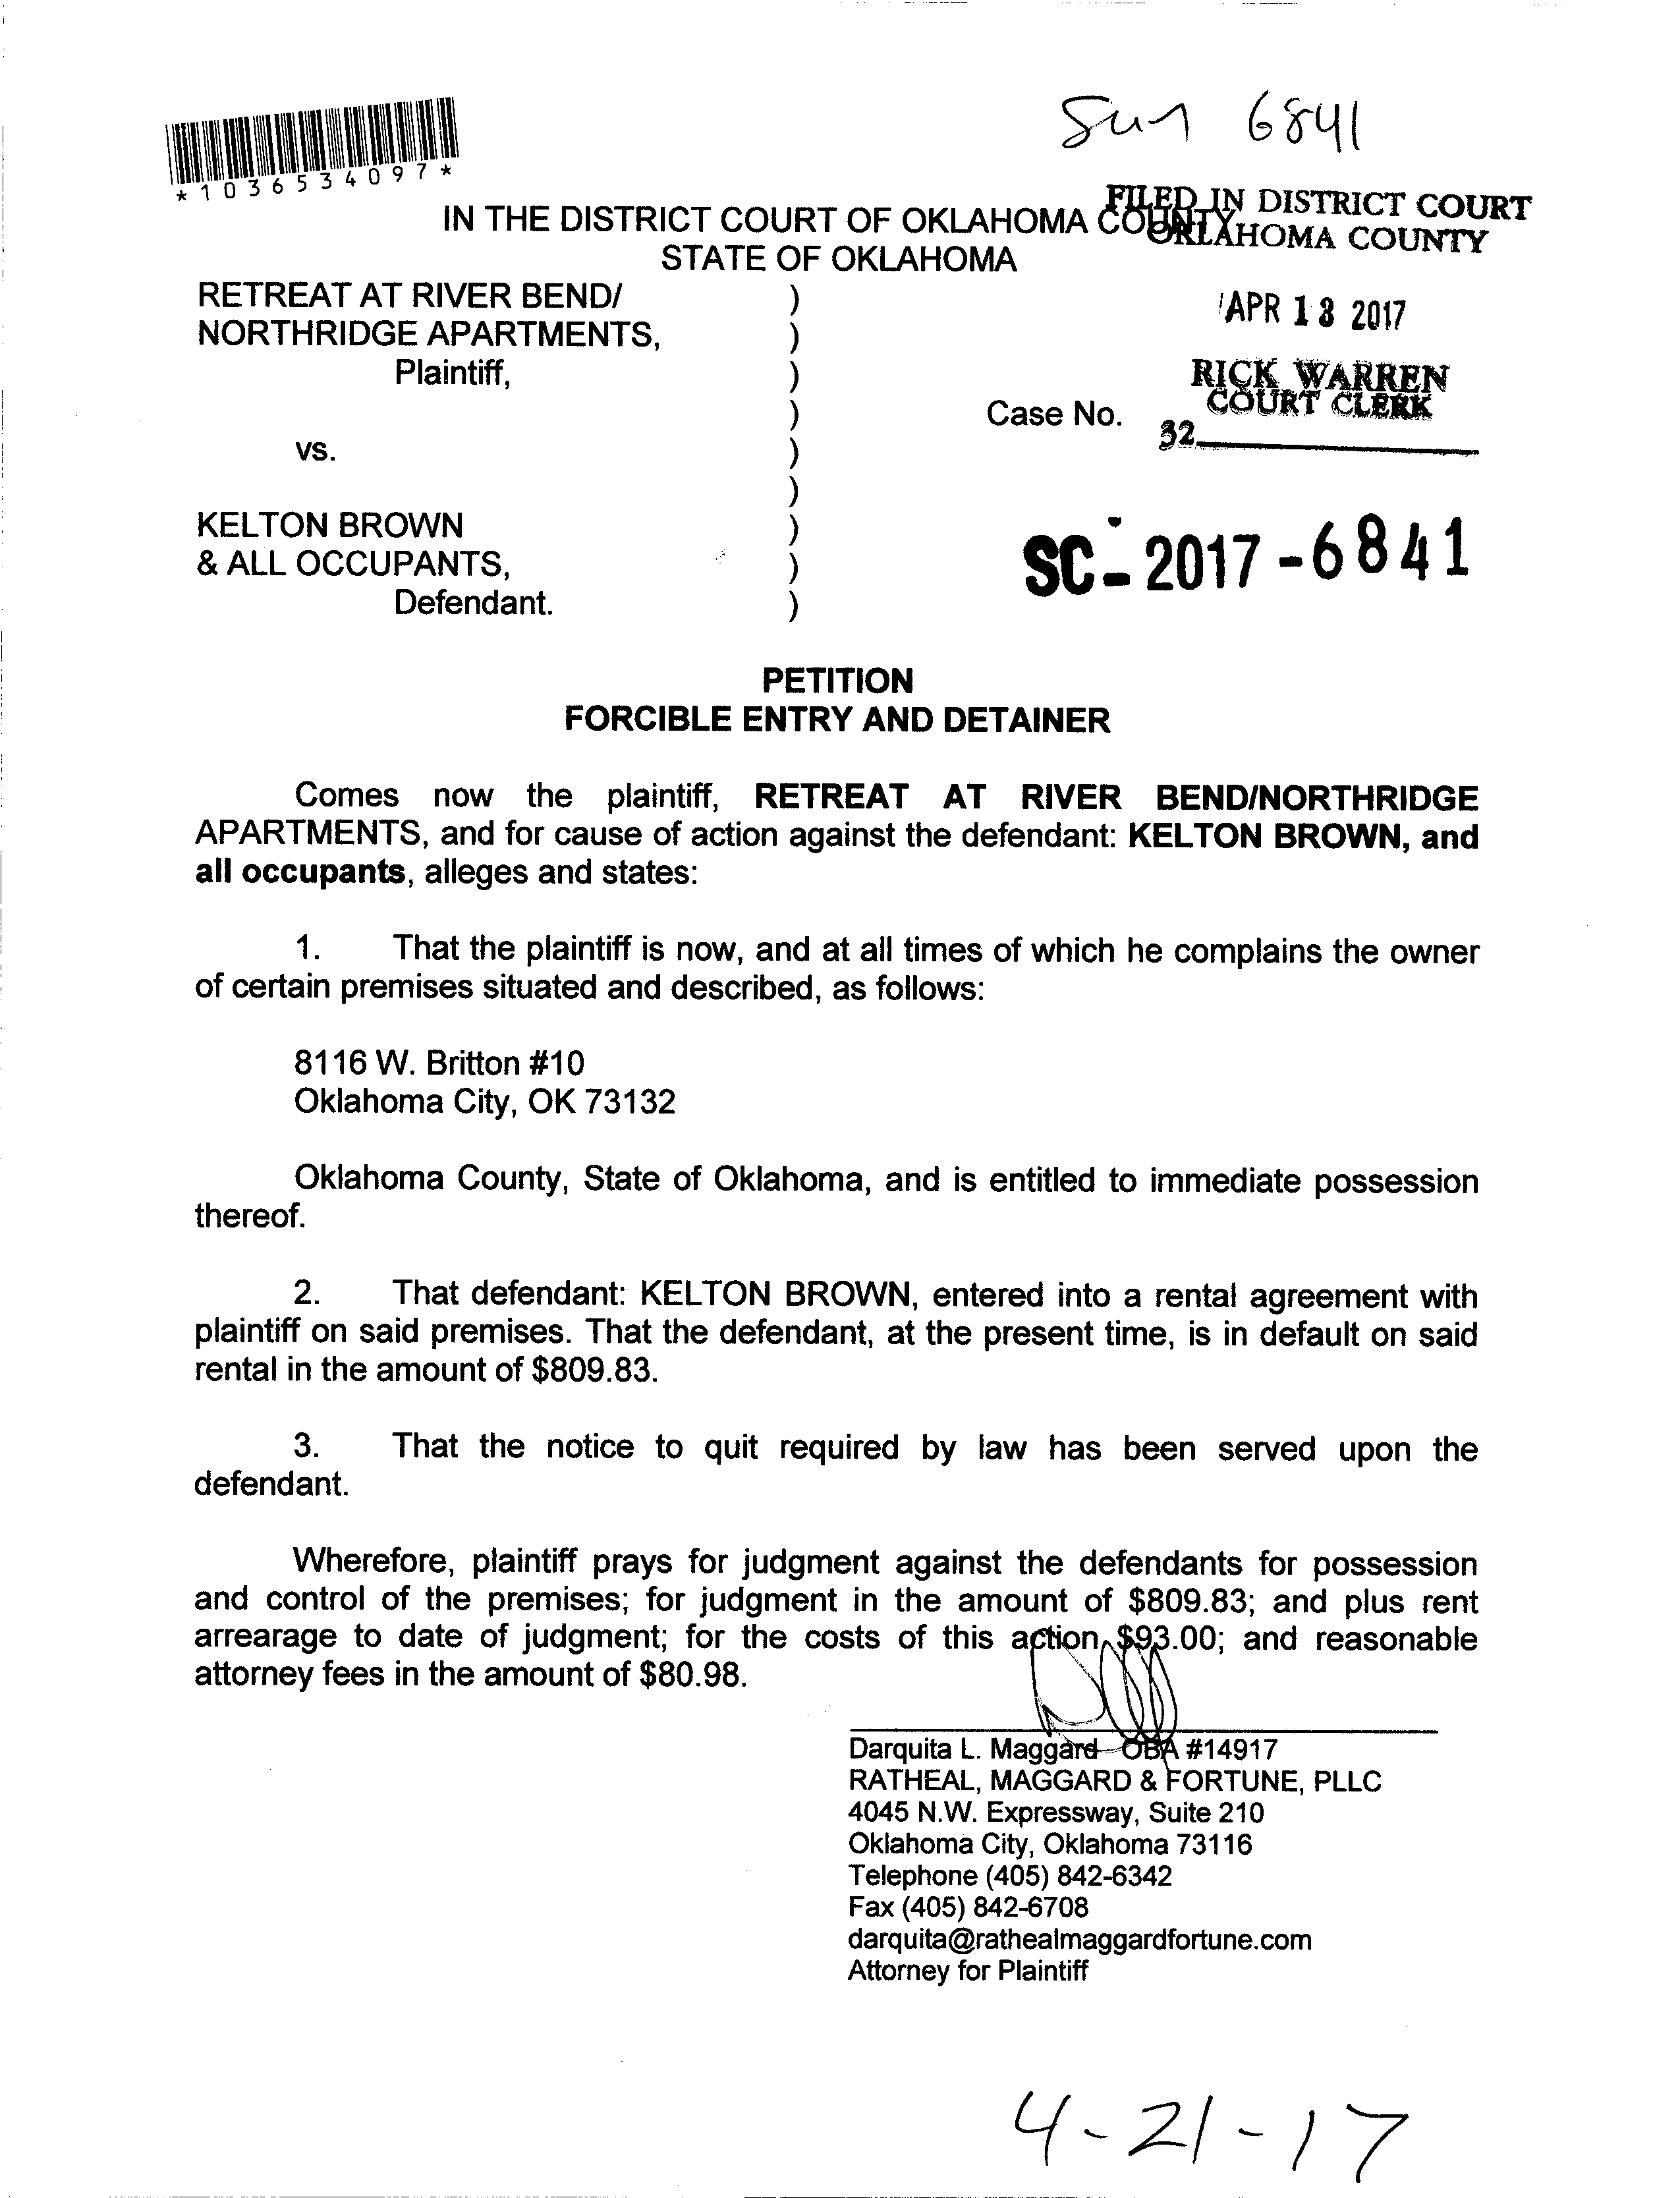 Sun 6841
*1036534097*
FILED IN DISTRICT COURT
OKLAHOMA COUNTY
IN THE DISTRICT COURT OF OKLAHOMA COUNTY
STATE OF OKLAHOMA
RETREAT AT RIVER BEND/ )
NORTHRIDGE APARTMENTS, )
Plaintiff, )
)
vs. )
)
KELTON BROWN )
& ALL OCCUPANTS, )
Defendant. )
APR 13 2017
RICK WARREN
COURT CLERK
Case No.
32
SC-2017-6841
PETITION
FORCIBLE ENTRY AND DETAINER
Comes now the plaintiff, RETREAT AT RIVER BEND/NORTHRIDGE
APARTMENTS, and for cause of action against the defendant: KELTON BROWN, and
all occupants, alleges and states:
1. That the plaintiff is now, and at all times of which he complains the owner
of certain premises situated and described, as follows:
8116 W. Britton #10
Oklahoma City, OK 73132
Oklahoma County, State of Oklahoma, and is entitled to immediate possession
thereof.
2. That defendant: KELTON BROWN, entered into a rental agreement with
plaintiff on said premises. That the defendant, at the present time, is in default on said
rental in the amount of $809.83.
3. That the notice to quit required by law has been served upon the
defendant.
Wherefore, plaintiff prays for judgment against the defendants for possession
and control of the premises; for judgment in the amount of $809.83; and plus rent
arrearage to date of judgment; for the costs of this action, $93.00; and reasonable
attorney fees in the amount of $80.98.
Darquita L. Maggard OBA #14917
RATHEAL, MAGGARD & FORTUNE, PLLC
4045 N.W. Expressway, Suite 210
Oklahoma City, Oklahoma 73116
Telephone (405) 842-6342
Fax (405) 842-6708
darquita@rathealmaggardfortune.com
Attorney for Plaintiff
4-21-17